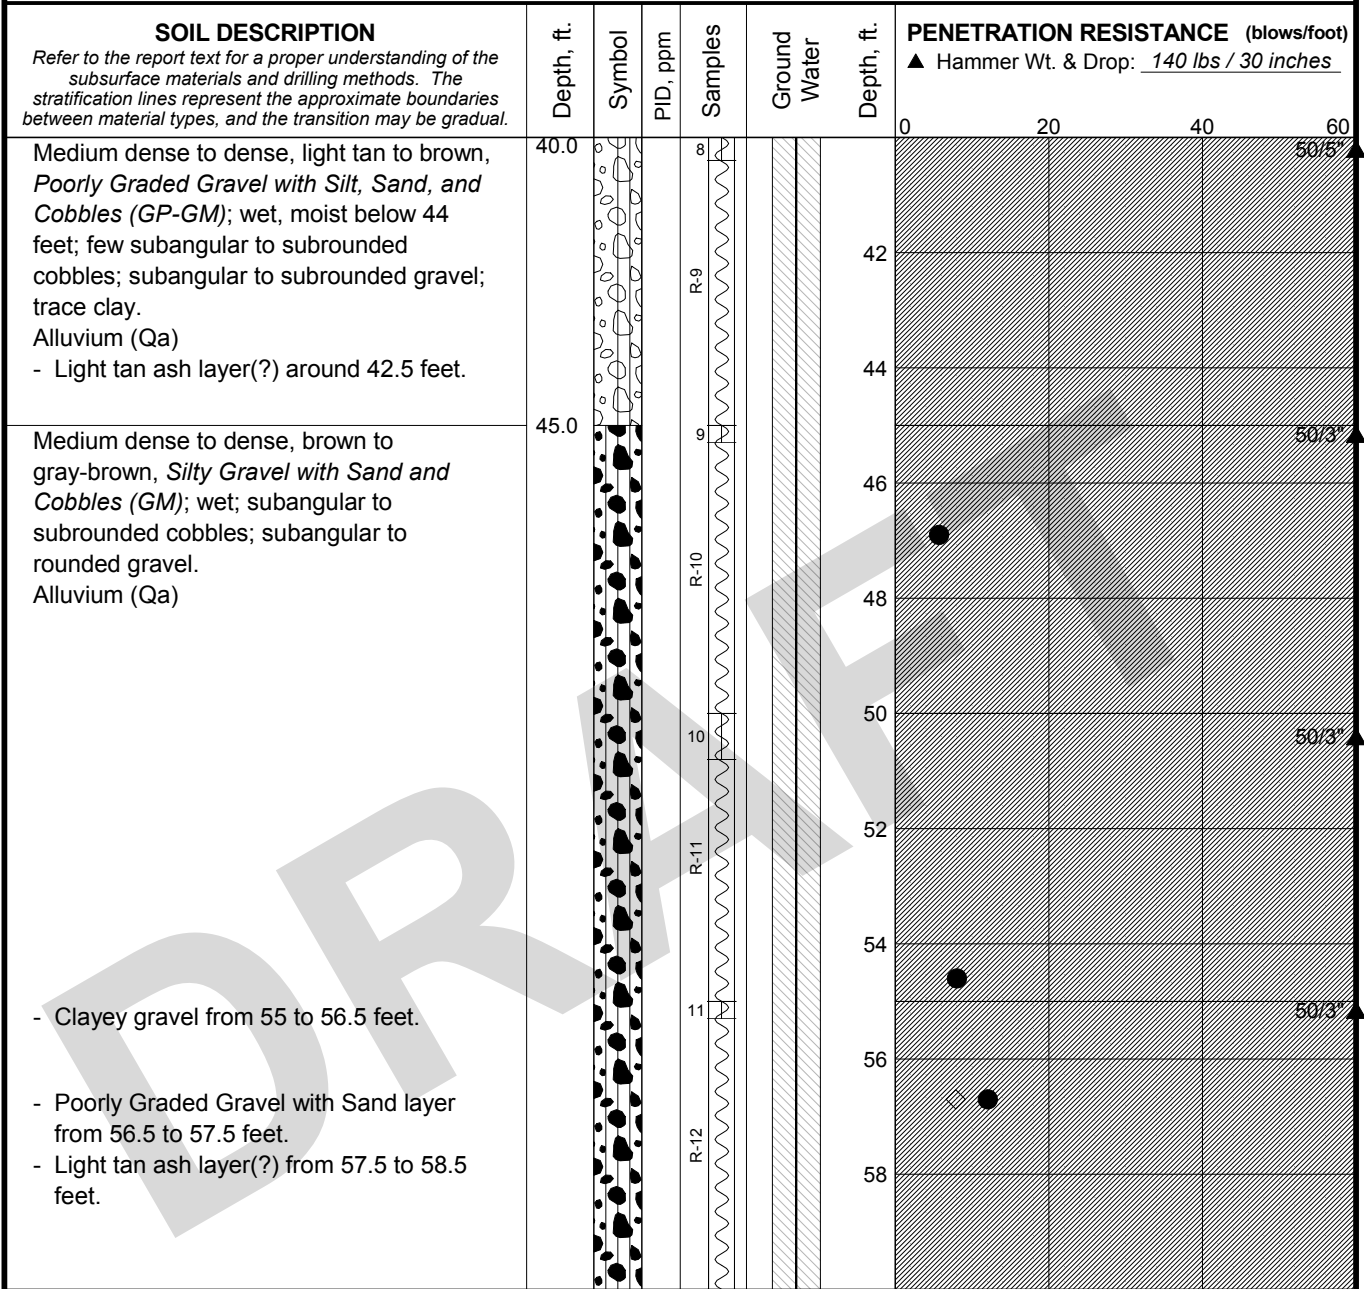 SOIL DESCRIPTION
Refer to the report text for a proper understanding of the
subsurface materials and drilling methods. The
stratification lines represent the approximate boundaries
between material types, and the transition may be gradual.
Depth, ft.
Symbol
PID, ppm
Samples
Ground
Water
Depth, ft.
PENETRATION RESISTANCE (blows/foot)
▲ Hammer Wt. & Drop: 140 lbs / 30 inches
0 20 40 60
Medium dense to dense, light tan to brown,
Poorly Graded Gravel with Silt, Sand, and
Cobbles (GP-GM); wet, moist below 44
feet; few subangular to subrounded
cobbles; subangular to subrounded gravel;
trace clay.
Alluvium (Qa)
- Light tan ash layer(?) around 42.5 feet.
Medium dense to dense, brown to
gray-brown, Silty Gravel with Sand and
Cobbles (GM); wet; subangular to
subrounded cobbles; subangular to
rounded gravel.
Alluvium (Qa)
- Clayey gravel from 55 to 56.5 feet.
- Poorly Graded Gravel with Sand layer
from 56.5 to 57.5 feet.
- Light tan ash layer(?) from 57.5 to 58.5
feet.
40.0
45.0
8
R-9
9
R-10
10
R-11
11
R-12
42
44
46
48
50
52
54
56
58
50/5"
50/3"
50/3"
50/3"
DRAFT